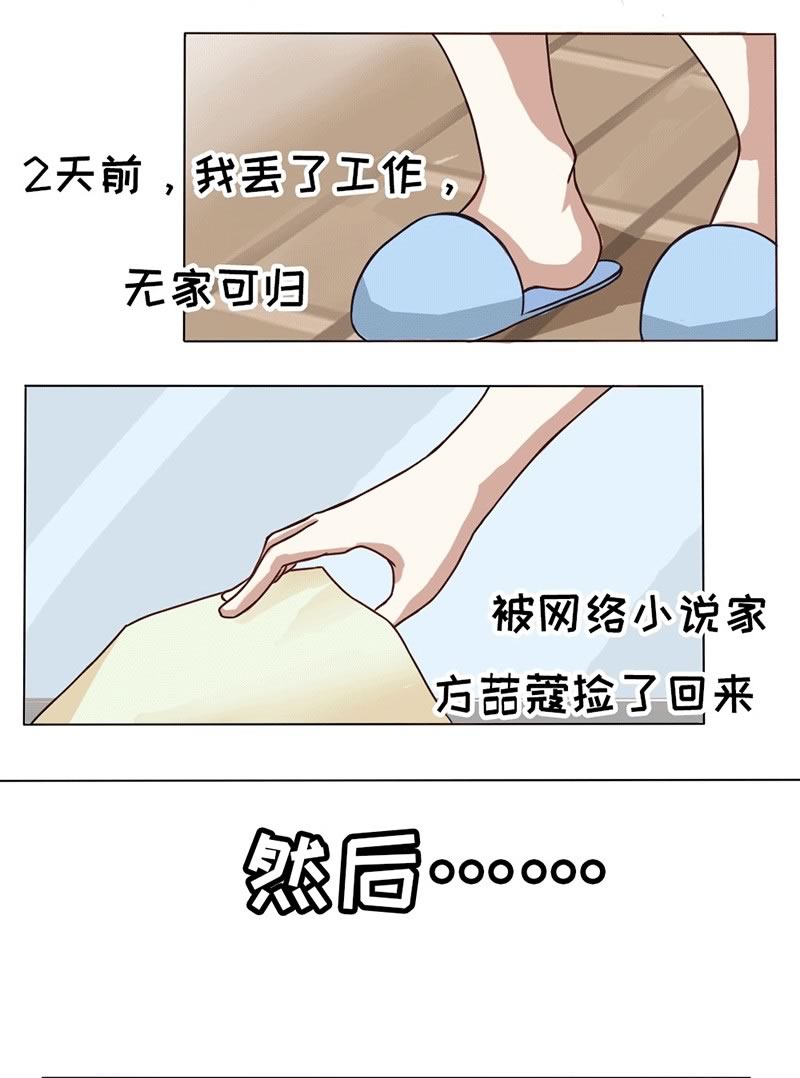 2天前，我丢了工作，
无家可归
被网络小说家
方喆蔻捡了回来
然后……